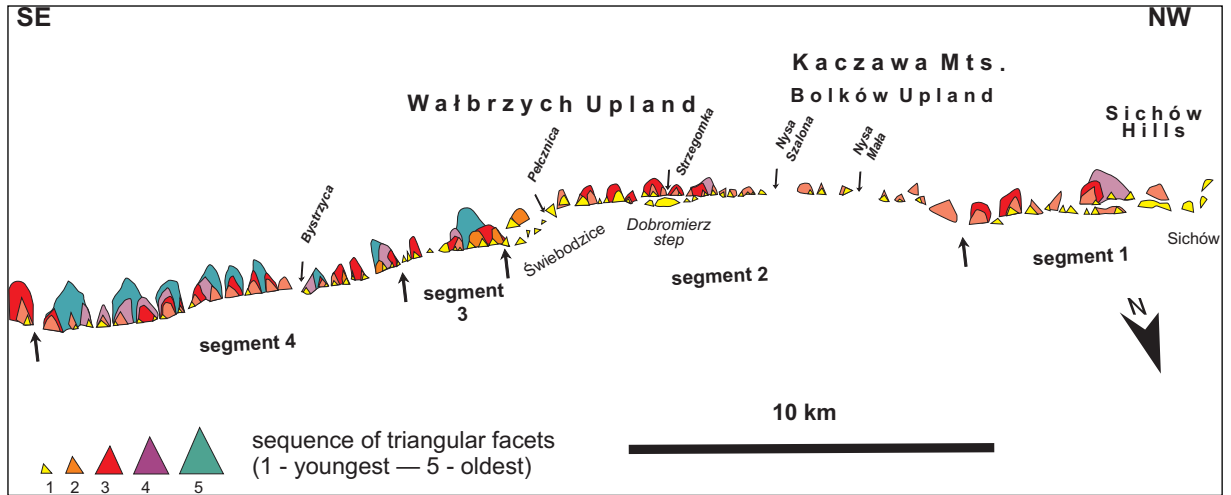 SE
NW
Kaczawa Mts.
Wałbrzych Upland
Bolków Upland
Sichów
Hills
Bystrzyca
Pełcznica
Strzegomka
Nysa
Szalona
Nysa
Mała
Świebodzice
Dobromierz
step
Sichów
segment 1
segment 2
segment
3
segment 4
N
10 km
sequence of triangular facets
(1 - youngest — 5 - oldest)
1 2 3 4 5